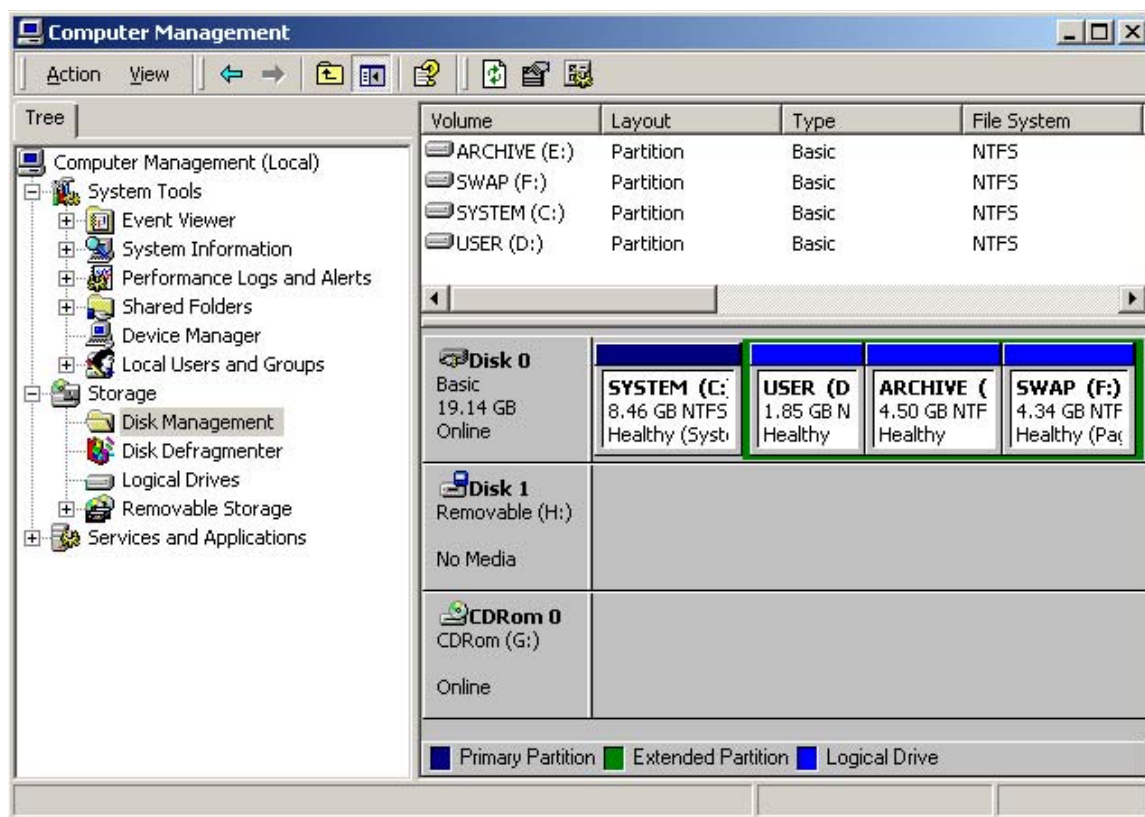 Computer Management
Action View
Tree
Computer Management (Local)
System Tools
Event Viewer
System Information
Performance Logs and Alerts
Shared Folders
Device Manager
Local Users and Groups
Storage
Disk Management
Disk Defragmenter
Logical Drives
Removable Storage
Services and Applications
Volume Layout Type File System
ARCHIVE (E:) Partition Basic NTFS
SWAP (F:) Partition Basic NTFS
SYSTEM (C:) Partition Basic NTFS
USER (D:) Partition Basic NTFS
Disk 0
Basic
19.14 GB
Online
SYSTEM (C:
8.46 GB NTFS
Healthy (Syst
USER (D
1.85 GB N
Healthy
ARCHIVE (
4.50 GB NTF
Healthy
SWAP (F:)
4.34 GB NTF
Healthy (Pag
Disk 1
Removable (H:)
No Media
CDRom 0
CDRom (G:)
Online
Primary Partition Extended Partition Logical Drive